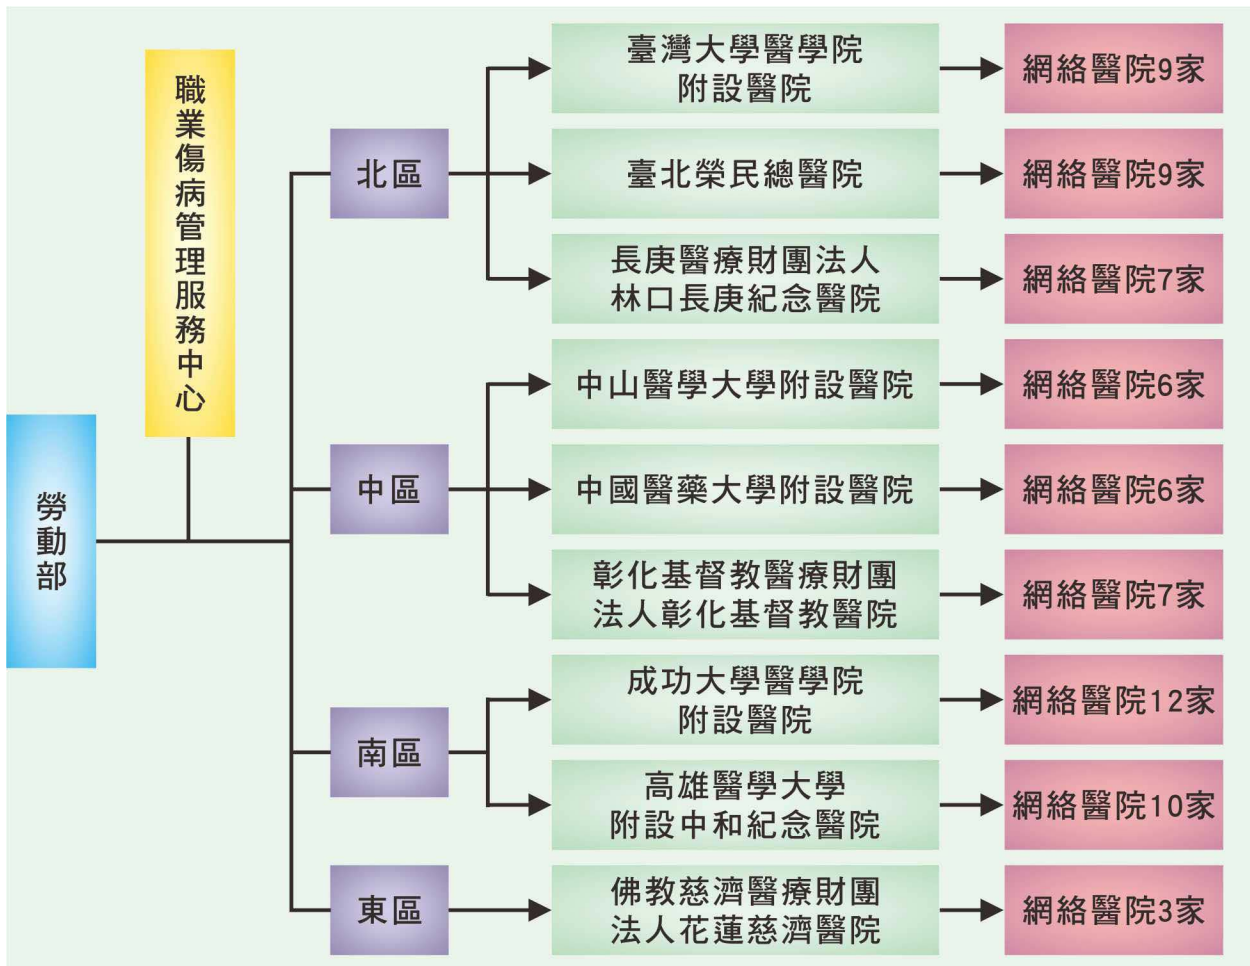 勞動部
職業傷病管理服務中心
北區
臺灣大學醫學院
附設醫院
網絡醫院9家
臺北榮民總醫院
網絡醫院9家
長庚醫療財團法人
林口長庚紀念醫院
網絡醫院7家
中區
中山醫學大學附設醫院
網絡醫院6家
中國醫藥大學附設醫院
網絡醫院6家
彰化基督教醫療財團
法人彰化基督教醫院
網絡醫院7家
南區
成功大學醫學院
附設醫院
網絡醫院12家
高雄醫學大學
附設中和紀念醫院
網絡醫院10家
東區
佛教慈濟醫療財團
法人花蓮慈濟醫院
網絡醫院3家